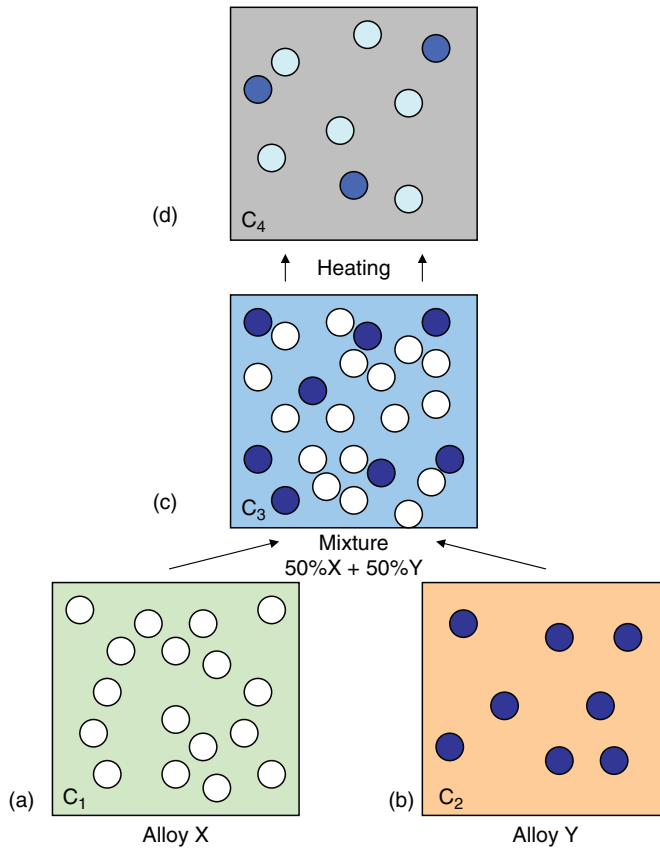 (d)
C₄
Heating
(c)
C₃
Mixture
50%X + 50%Y
(a)
C₁
(b)
C₂
Alloy X
Alloy Y